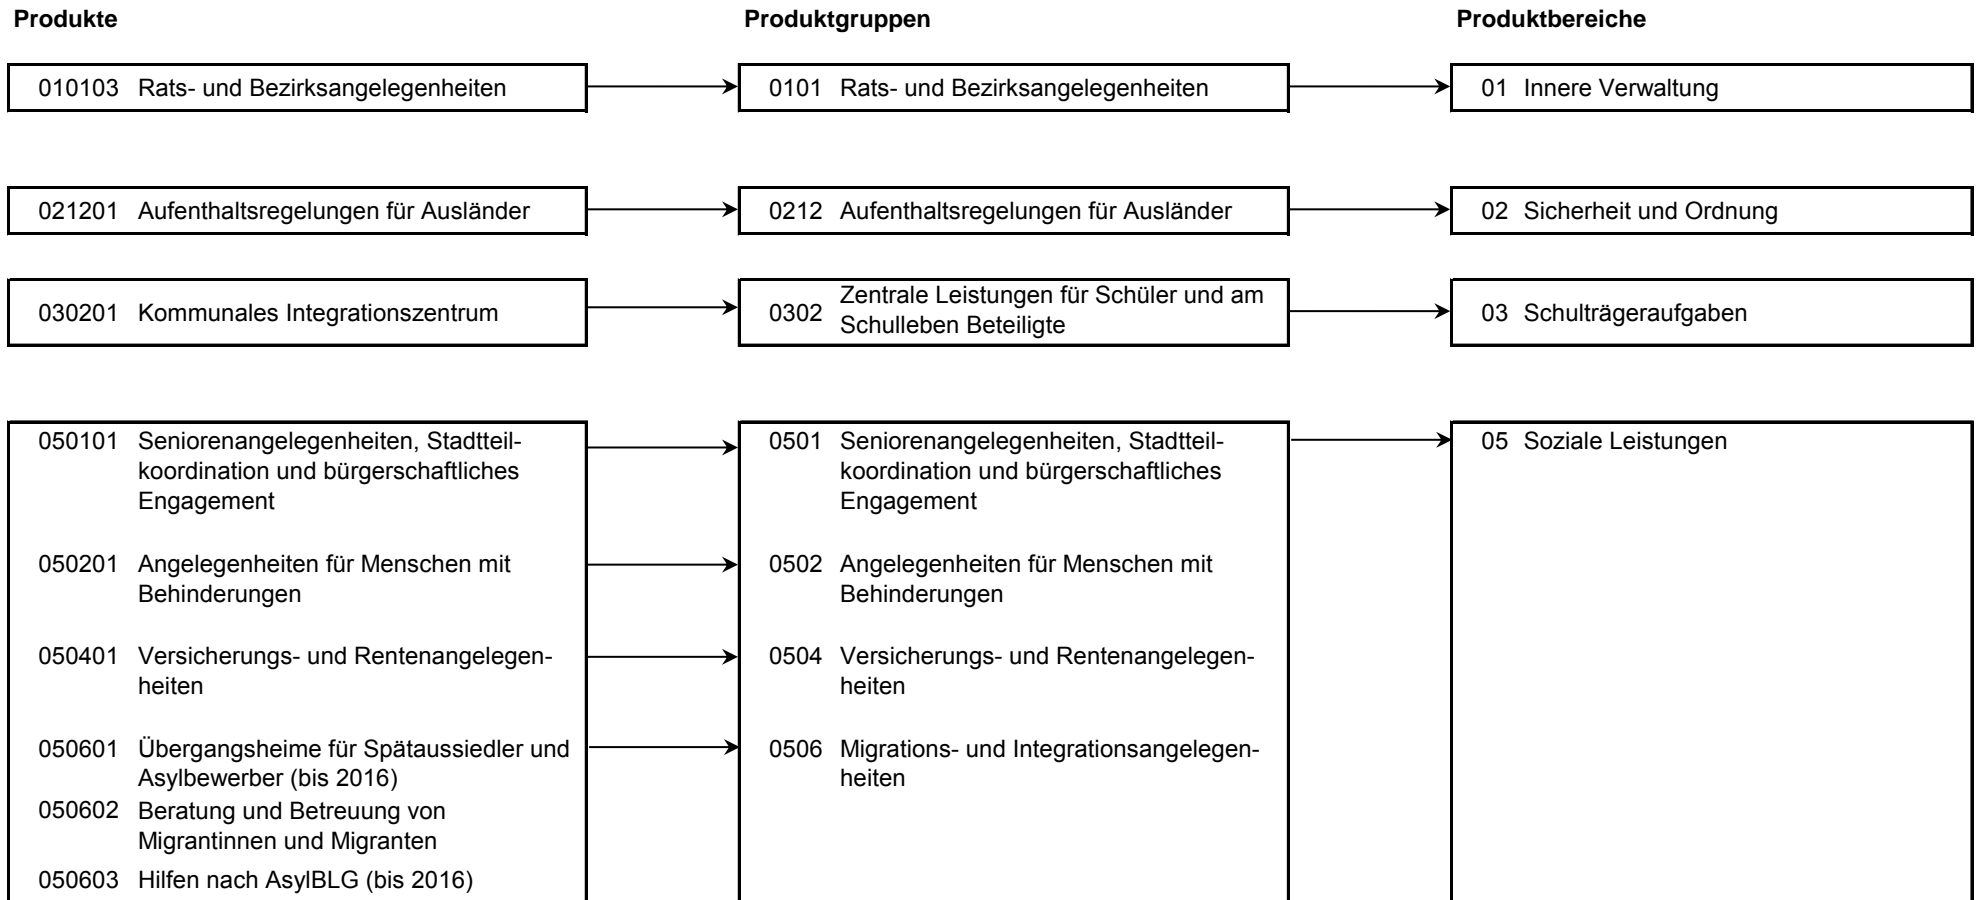 Produkte
Produktgruppen
Produktbereiche
010103 Rats- und Bezirksangelegenheiten
0101 Rats- und Bezirksangelegenheiten
01 Innere Verwaltung
021201 Aufenthaltsregelungen für Ausländer
0212 Aufenthaltsregelungen für Ausländer
02 Sicherheit und Ordnung
030201 Kommunales Integrationszentrum
0302 Zentrale Leistungen für Schüler und am
Schulleben Beteiligte
03 Schulträgeraufgaben
050101 Seniorenangelegenheiten, Stadtteil-
koordination und bürgerschaftliches
Engagement
0501 Seniorenangelegenheiten, Stadtteil-
koordination und bürgerschaftliches
Engagement
05 Soziale Leistungen
050201 Angelegenheiten für Menschen mit
Behinderungen
0502 Angelegenheiten für Menschen mit
Behinderungen
050401 Versicherungs- und Rentenangelegen-
heiten
0504 Versicherungs- und Rentenangelegen-
heiten
050601 Übergangsheime für Spätaussiedler und
Asylbewerber (bis 2016)
0506 Migrations- und Integrationsangelegen-
heiten
050602 Beratung und Betreuung von
Migrantinnen und Migranten
050603 Hilfen nach AsylBLG (bis 2016)